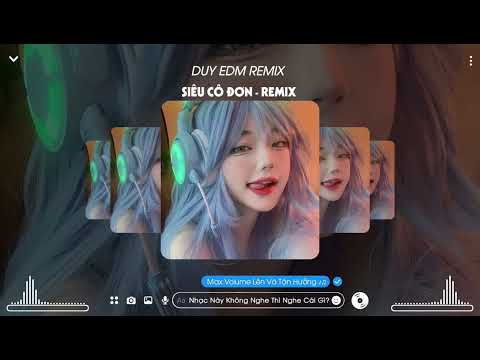 DUY EDM REMIX
SIÊU CÔ ĐƠN - REMIX
Max Volume Lên Và Tận Hưởng ♪♫
Aa Nhạc Này Không Nghe Thì Nghe Cái Gì?